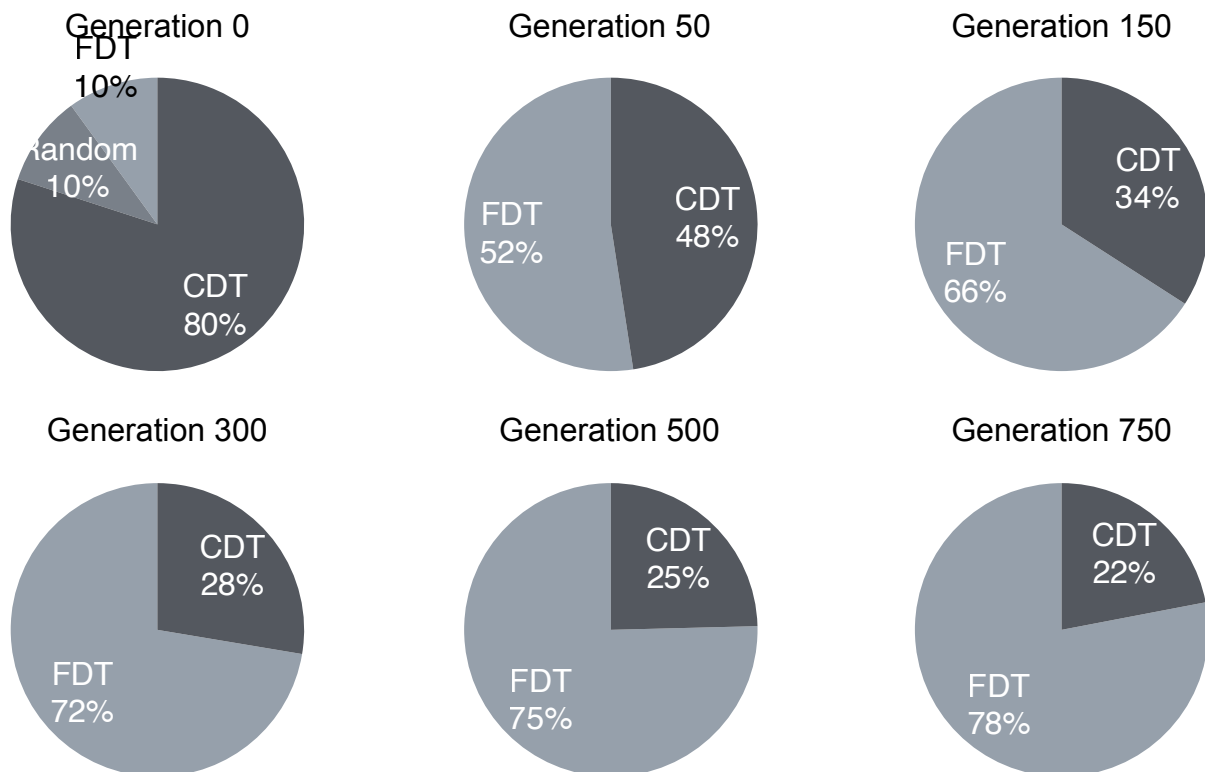 Generation 0
FDT
10%
Random
10%
CDT
80%
Generation 50
FDT
52%
CDT
48%
Generation 150
CDT
34%
FDT
66%
Generation 300
CDT
28%
FDT
72%
Generation 500
CDT
25%
FDT
75%
Generation 750
CDT
22%
FDT
78%